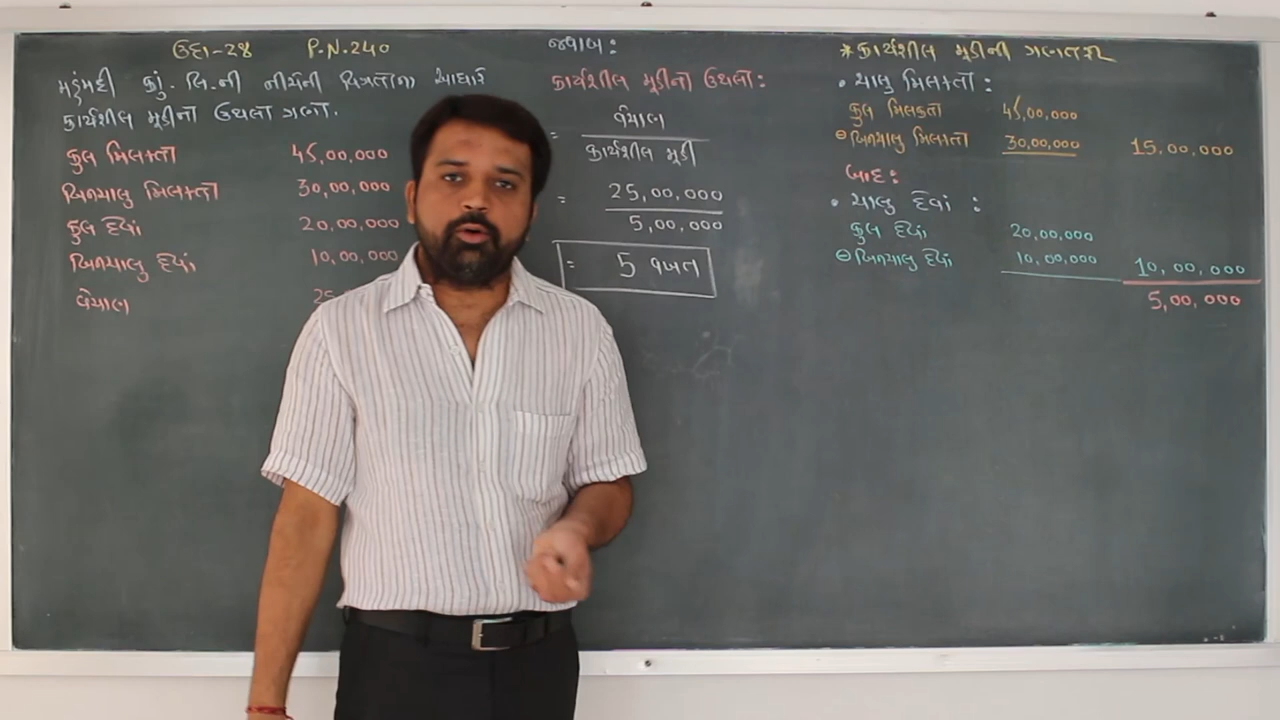 ઉદા-૨૪ P.N.240
મધુમદી કું. લિ.ની નીચેની વિગતોના આધારે
કાર્યશીલ મૂડીનો ઉથલો ગણો.
કુલ મિલકતો 45,00,000
બિનચાલુ મિલકતો 30,00,000
કુલ દેવાં 20,00,000
બિનચાલુ દેવાં 10,00,000
વેચાણ 25
જવાબ:
કાર્યશીલ મૂડીનો ઉથલો:
= વેચાણ
કાર્યશીલ મૂડી
= 25,00,000
5,00,000
= 5 વખત
* કાર્યશીલ મૂડીની ગણતરી
• ચાલુ મિલકતો :
કુલ મિલકતો 45,00,000
⊖ બિનચાલુ મિલકતો 30,00,000 15,00,000
બાદ:
• ચાલુ દેવાં :
કુલ દેવાં 20,00,000
⊖ બિનચાલુ દેવાં 10,00,000 10,00,000
5,00,000